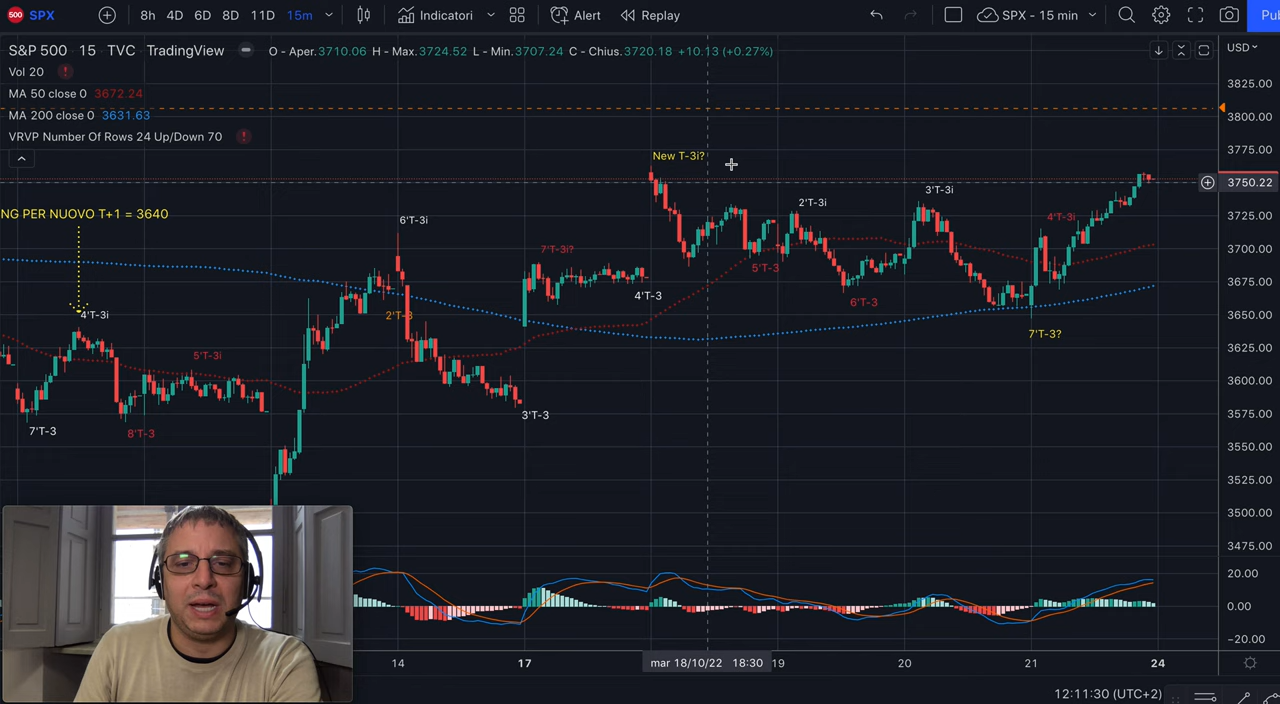 500 SPX 8h 4D 6D 8D 11D 15m Indicatori Alert Replay SPX - 15 min Pu
S&P 500 15 TVC TradingView O - Aper.3710.06 H - Max.3724.52 L - Min.3707.24 C - Chius.3720.18 +10.13 (+0.27%) USD
Vol 20
MA 50 close 0 3672.24
MA 200 close 0 3631.63
VRVP Number Of Rows 24 Up/Down 70
3825.00
3800.00
3775.00
3750.22
3725.00
3700.00
3675.00
3650.00
3625.00
3600.00
3575.00
3550.00
3525.00
3500.00
3475.00
20.00
0.00
−20.00
New T-3i?
NG PER NUOVO T+1 = 3640
6'T-3i
2'T-3i
3'T-3i
4'T-3i
7'T-3i?
5'T-3
4'T-3
6'T-3
2'T-3
4'T-3i
7'T-3?
5'T-3i
3'T-3
7'T-3
8'T-3
14 17 mar 18/10/22 18:30 19 20 21 24
12:11:30 (UTC+2)